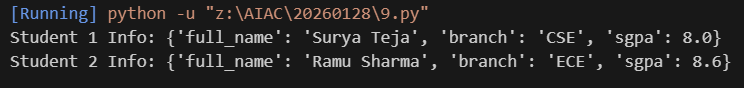 [Running] python -u "z:\AIAC\20260128\9.py"
Student 1 Info: {'full_name': 'Surya Teja', 'branch': 'CSE', 'sgpa': 8.0}
Student 2 Info: {'full_name': 'Ramu Sharma', 'branch': 'ECE', 'sgpa': 8.6}